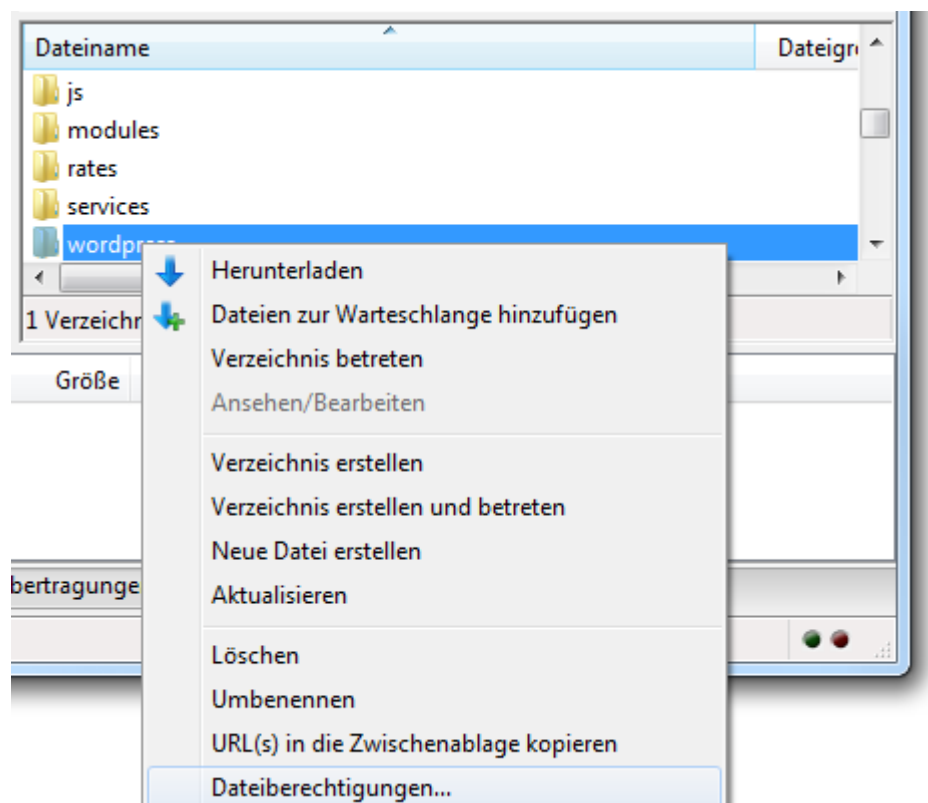 Dateiname Dateigr
js
modules
rates
services
wordpress
Herunterladen
1 Verzeichn Dateien zur Warteschlange hinzufügen
Verzeichnis betreten
Größe
Ansehen/Bearbeiten
Verzeichnis erstellen
Verzeichnis erstellen und betreten
Neue Datei erstellen
bertragunge
Aktualisieren
Löschen
Umbenennen
URL(s) in die Zwischenablage kopieren
Dateiberechtigungen...